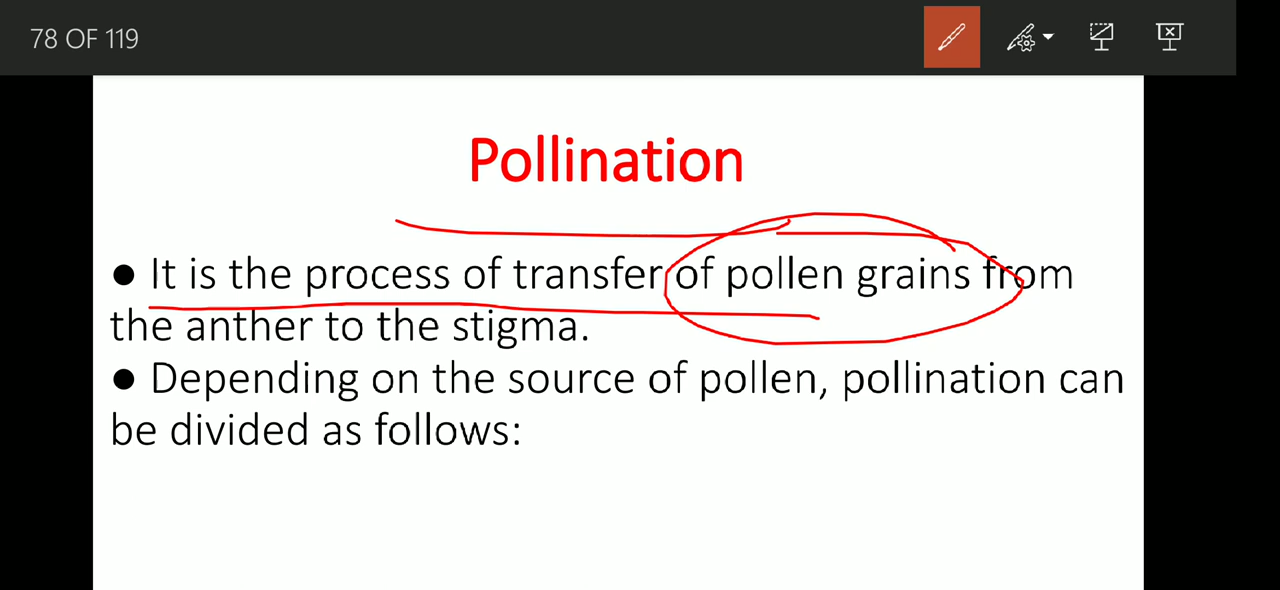 78 OF 119
Pollination
● It is the process of transfer of pollen grains from
the anther to the stigma.
● Depending on the source of pollen, pollination can
be divided as follows: